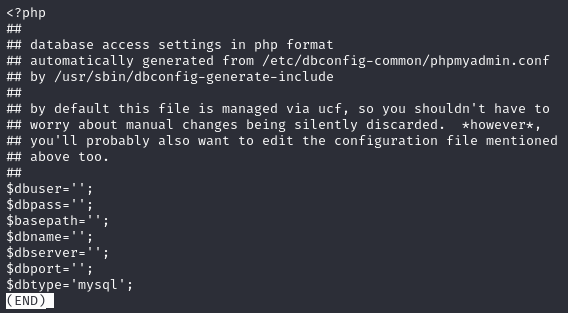 <?php
##
## database access settings in php format
## automatically generated from /etc/dbconfig-common/phpmyadmin.conf
## by /usr/sbin/dbconfig-generate-include
##
## by default this file is managed via ucf, so you shouldn't have to
## worry about manual changes being silently discarded.  *however*,
## you'll probably also want to edit the configuration file mentioned
## above too.
##
$dbuser='';
$dbpass='';
$basepath='';
$dbname='';
$dbserver='';
$dbport='';
$dbtype='mysql';
(END)